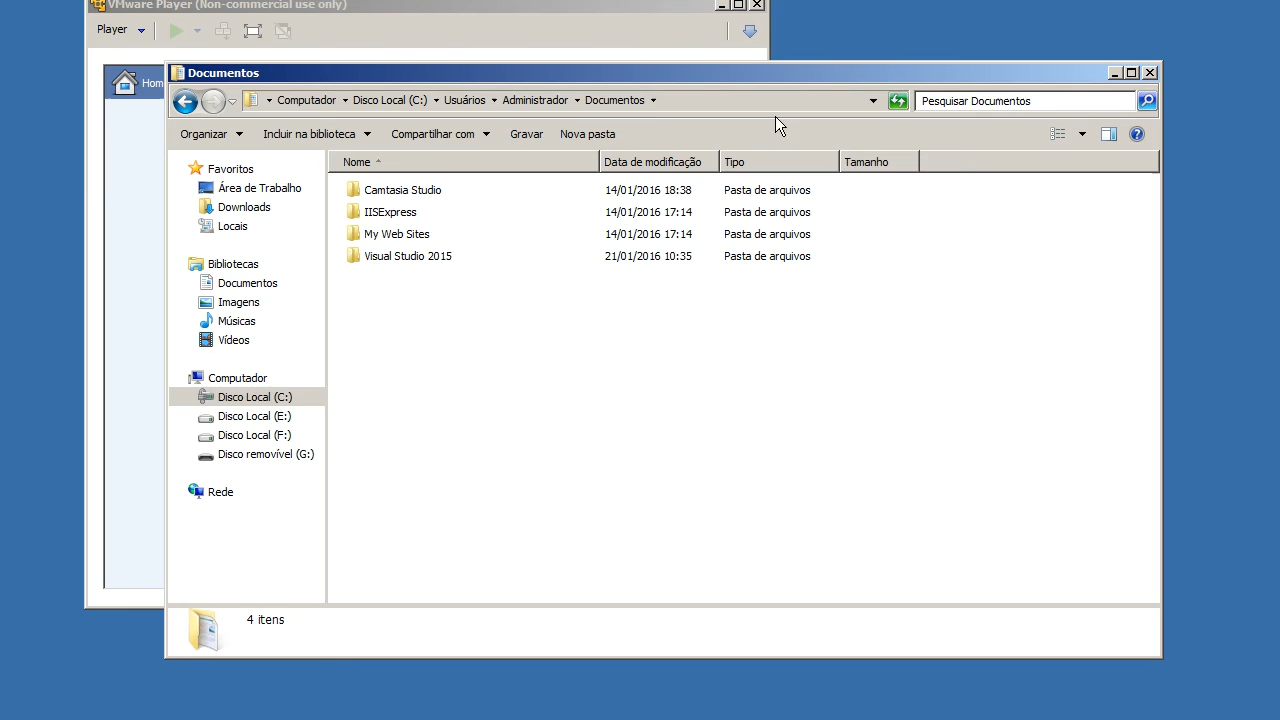 VMware Player (Non-commercial use only)
Player
Home
Documentos
Computador Disco Local (C:) Usuários Administrador Documentos
Pesquisar Documentos
Organizar Incluir na biblioteca Compartilhar com Gravar Nova pasta
Nome Data de modificação Tipo Tamanho
Camtasia Studio 14/01/2016 18:38 Pasta de arquivos
IISExpress 14/01/2016 17:14 Pasta de arquivos
My Web Sites 14/01/2016 17:14 Pasta de arquivos
Visual Studio 2015 21/01/2016 10:35 Pasta de arquivos
Favoritos
Área de Trabalho
Downloads
Locais
Bibliotecas
Documentos
Imagens
Músicas
Vídeos
Computador
Disco Local (C:)
Disco Local (E:)
Disco Local (F:)
Disco removível (G:)
Rede
4 itens